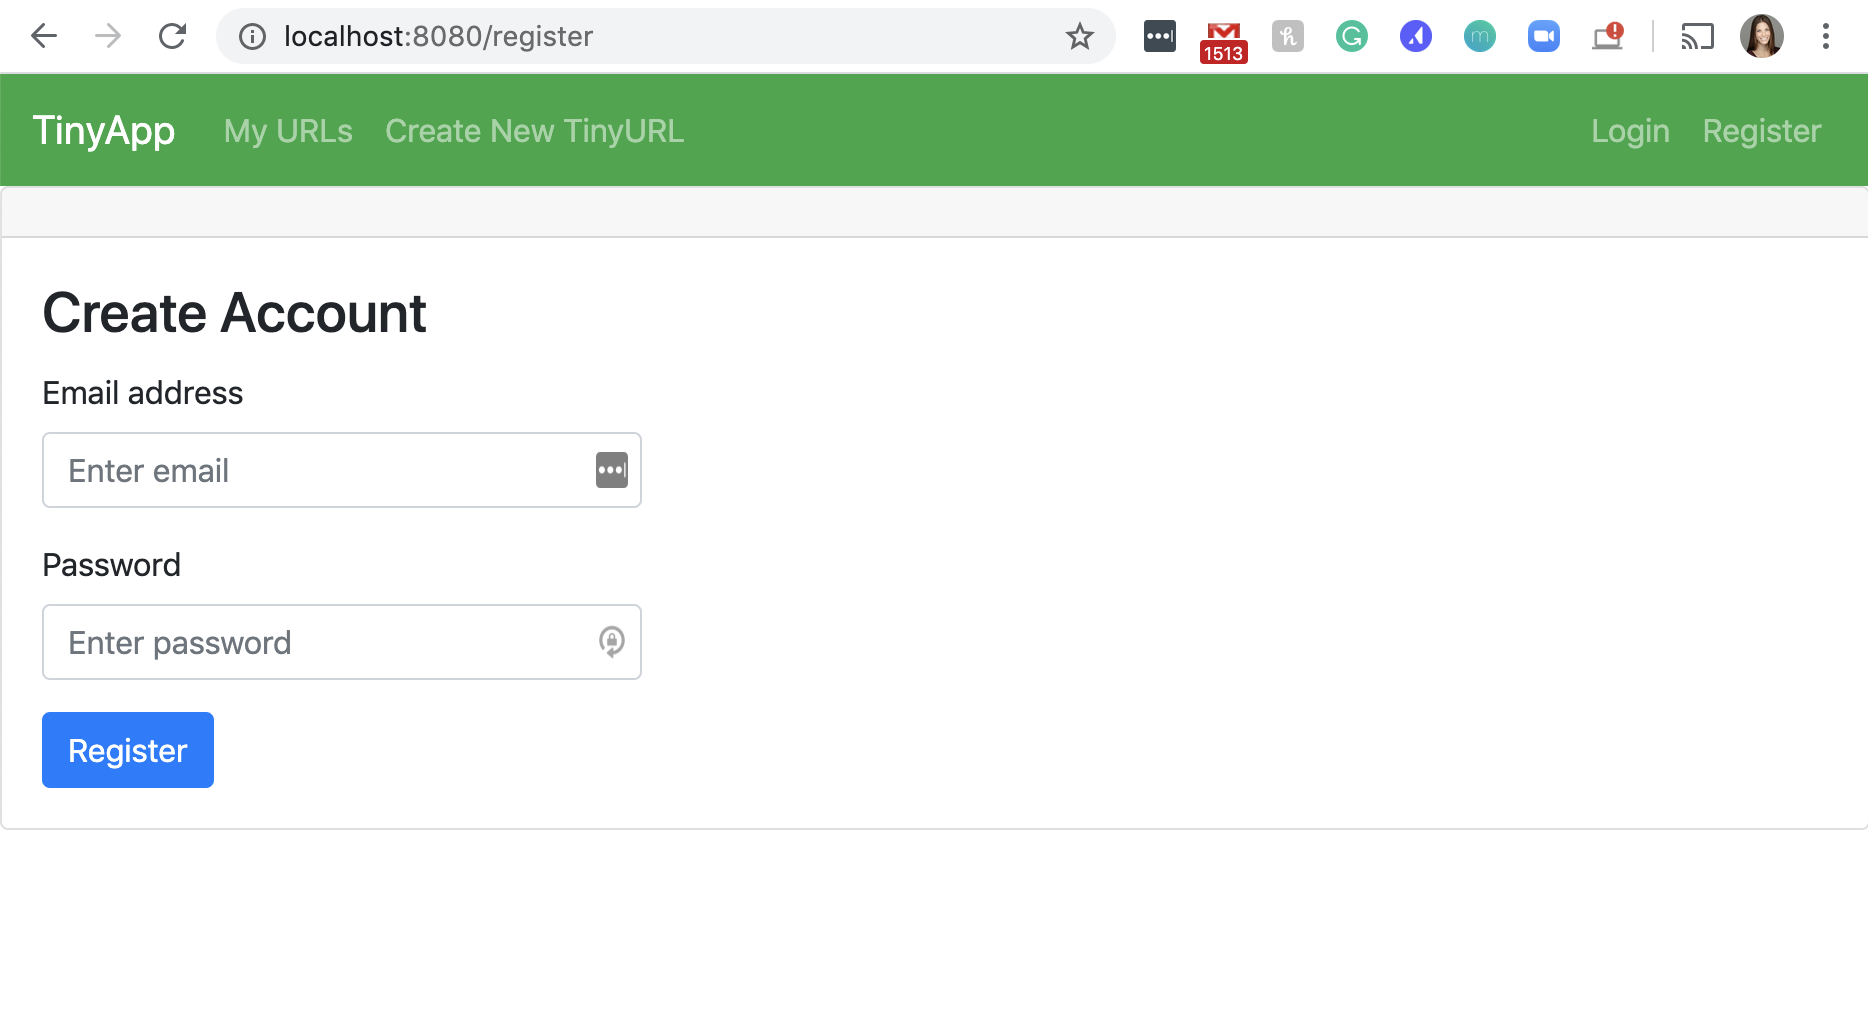 localhost:8080/register
1513
TinyApp My URLs Create New TinyURL Login Register
Create Account
Email address
Enter email
Password
Enter password
Register